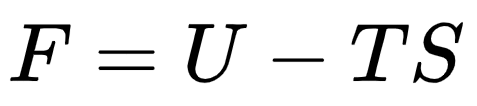 F = U − TS